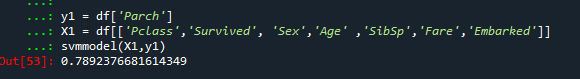 ...:
...: y1 = df['Parch']
...: X1 = df[['Pclass','Survived', 'Sex','Age' ,'SibSp','Fare','Embarked']]
...: svmmodel(X1,y1)
Out[53]: 0.7892376681614349